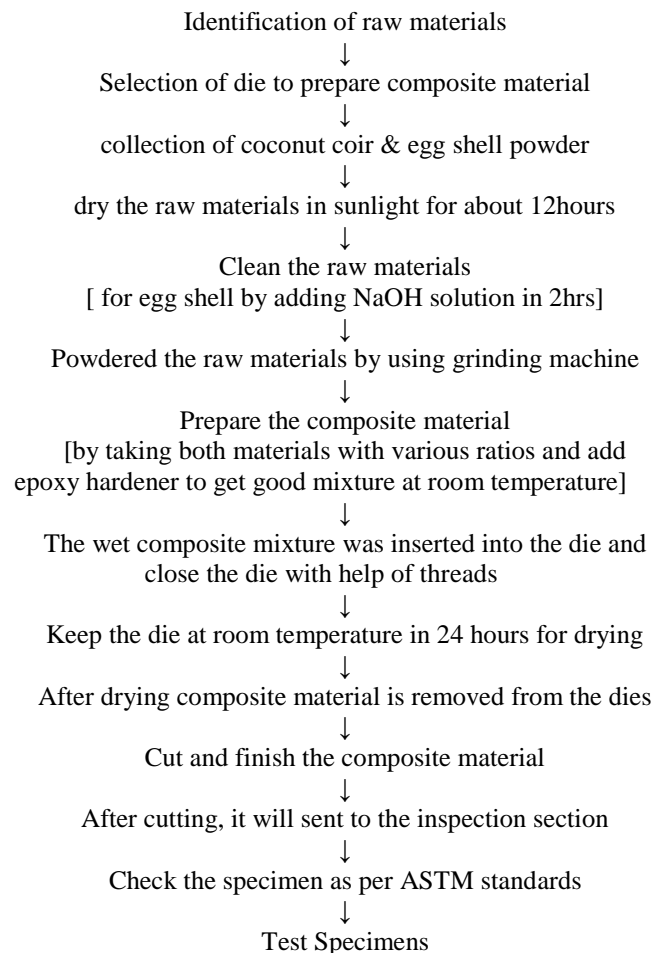 Identification of raw materials
↓
Selection of die to prepare composite material
↓
collection of coconut coir & egg shell powder
↓
dry the raw materials in sunlight for about 12hours
↓
Clean the raw materials
[ for egg shell by adding NaOH solution in 2hrs]
↓
Powdered the raw materials by using grinding machine
↓
Prepare the composite material
[by taking both materials with various ratios and add
epoxy hardener to get good mixture at room temperature]
↓
The wet composite mixture was inserted into the die and
close the die with help of threads
↓
Keep the die at room temperature in 24 hours for drying
↓
After drying composite material is removed from the dies
↓
Cut and finish the composite material
↓
After cutting, it will sent to the inspection section
↓
Check the specimen as per ASTM standards
↓
Test Specimens